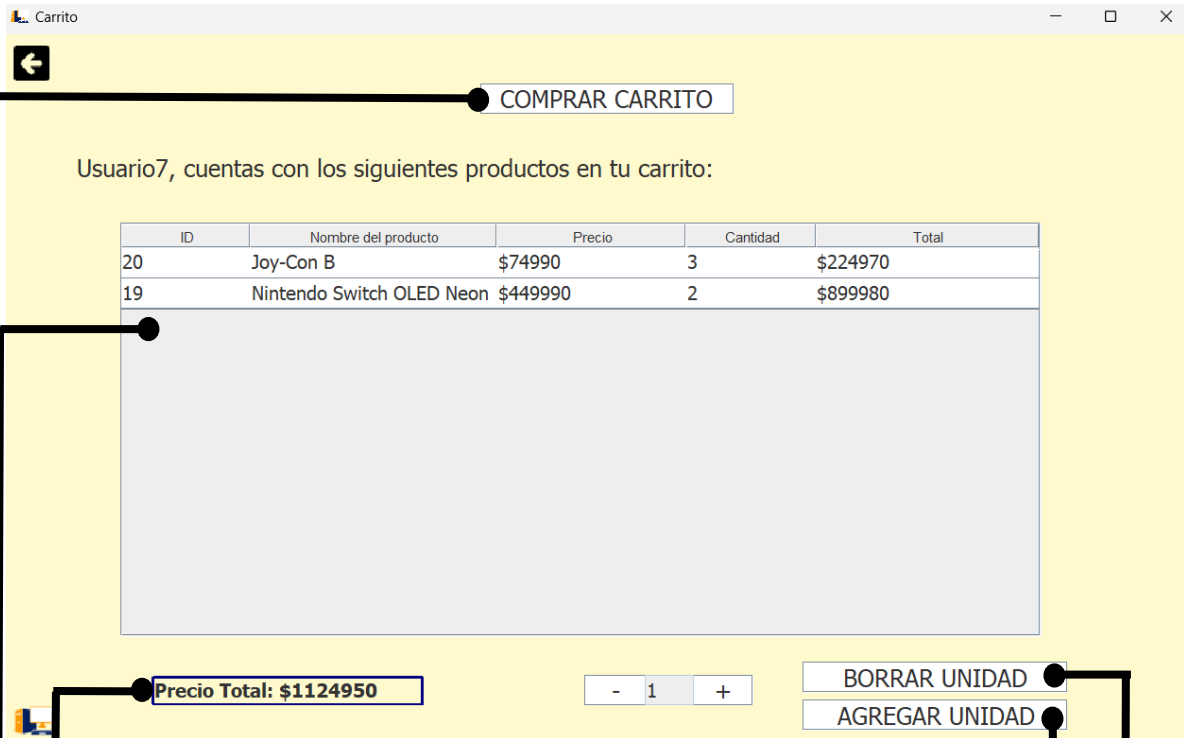 Carrito
COMPRAR CARRITO
Usuario7, cuentas con los siguientes productos en tu carrito:
ID Nombre del producto Precio Cantidad Total
20 Joy-Con B $74990 3 $224970
19 Nintendo Switch OLED Neon $449990 2 $899980
Precio Total: $1124950
- 1 +
BORRAR UNIDAD
AGREGAR UNIDAD